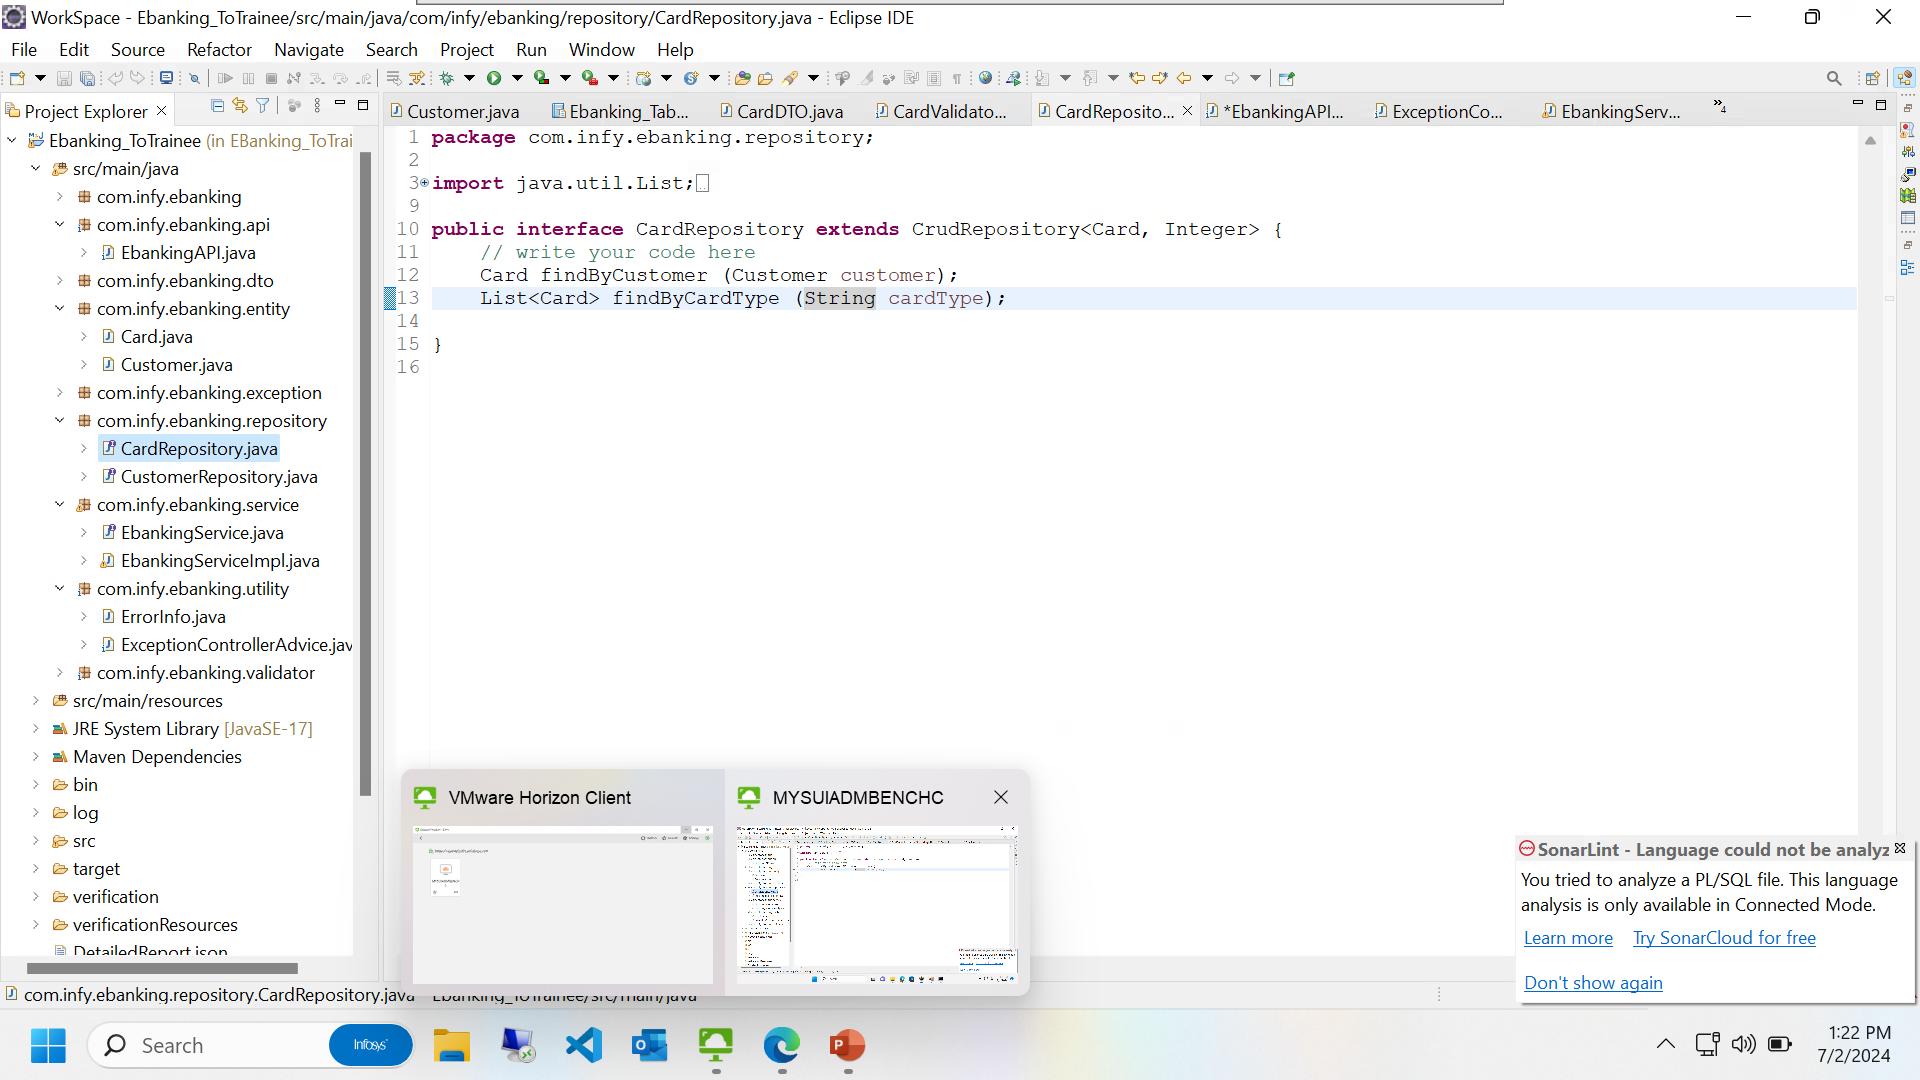 WorkSpace - Ebanking_ToTrainee/src/main/java/com/infy/ebanking/repository/CardRepository.java - Eclipse IDE
File Edit Source Refactor Navigate Search Project Run Window Help
Project Explorer
Customer.java Ebanking_Tab... CardDTO.java CardValidato... CardReposito... *EbankingAPI... ExceptionCo... EbankingServ... »4
Ebanking_ToTrainee (in EBanking_ToTrai
src/main/java
com.infy.ebanking
com.infy.ebanking.api
EbankingAPI.java
com.infy.ebanking.dto
com.infy.ebanking.entity
Card.java
Customer.java
com.infy.ebanking.exception
com.infy.ebanking.repository
CardRepository.java
CustomerRepository.java
com.infy.ebanking.service
EbankingService.java
EbankingServiceImpl.java
com.infy.ebanking.utility
ErrorInfo.java
ExceptionControllerAdvice.jav
com.infy.ebanking.validator
src/main/resources
JRE System Library [JavaSE-17]
Maven Dependencies
bin
log
src
target
verification
verificationResources
DetailedReport.json
1 package com.infy.ebanking.repository;
2
3 import java.util.List;
9
10 public interface CardRepository extends CrudRepository<Card, Integer> {
11 // write your code here
12 Card findByCustomer (Customer customer);
13 List<Card> findByCardType (String cardType);
14
15 }
16
VMware Horizon Client
MYSUIADMBENCHC
SonarLint - Language could not be analyz
You tried to analyze a PL/SQL file. This language
analysis is only available in Connected Mode.
Learn more Try SonarCloud for free
Don't show again
com.infy.ebanking.repository.CardRepository.java - Ebanking_ToTrainee/src/main/java
Search
Infosys
1:22 PM
7/2/2024